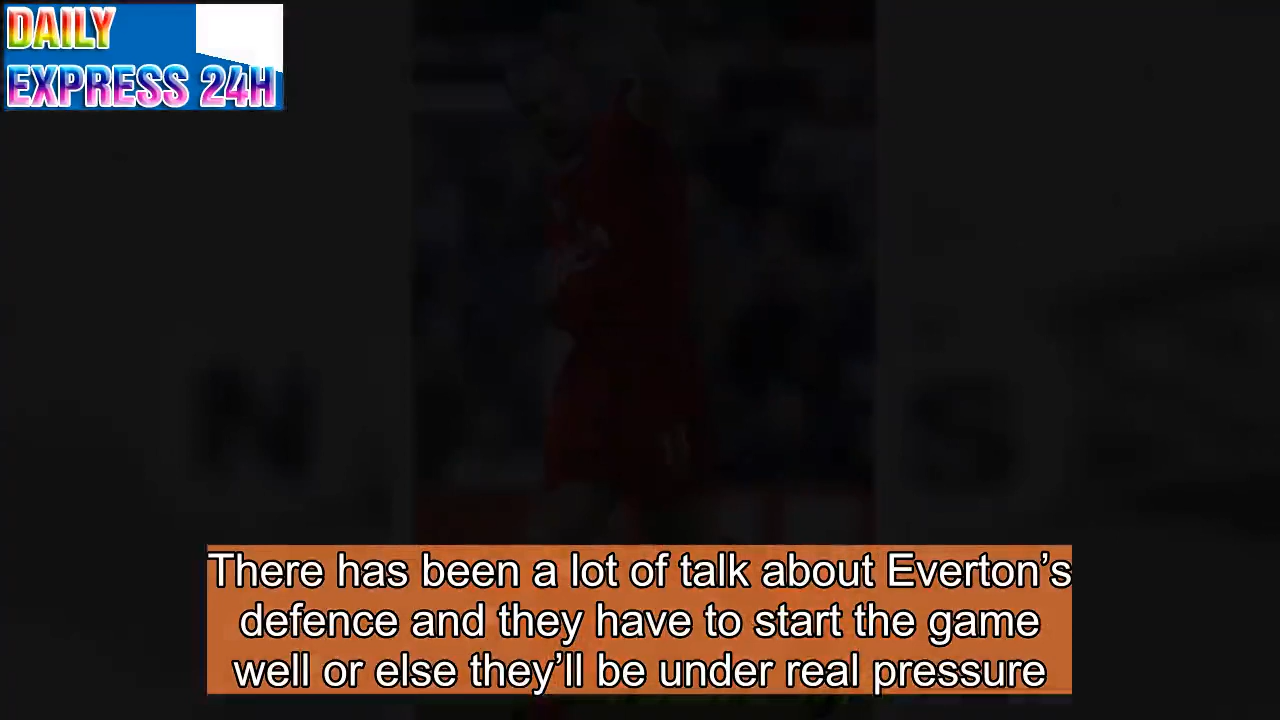 DAILY
EXPRESS 24H
N
S
There has been a lot of talk about Everton’s
defence and they have to start the game
well or else they’ll be under real pressure